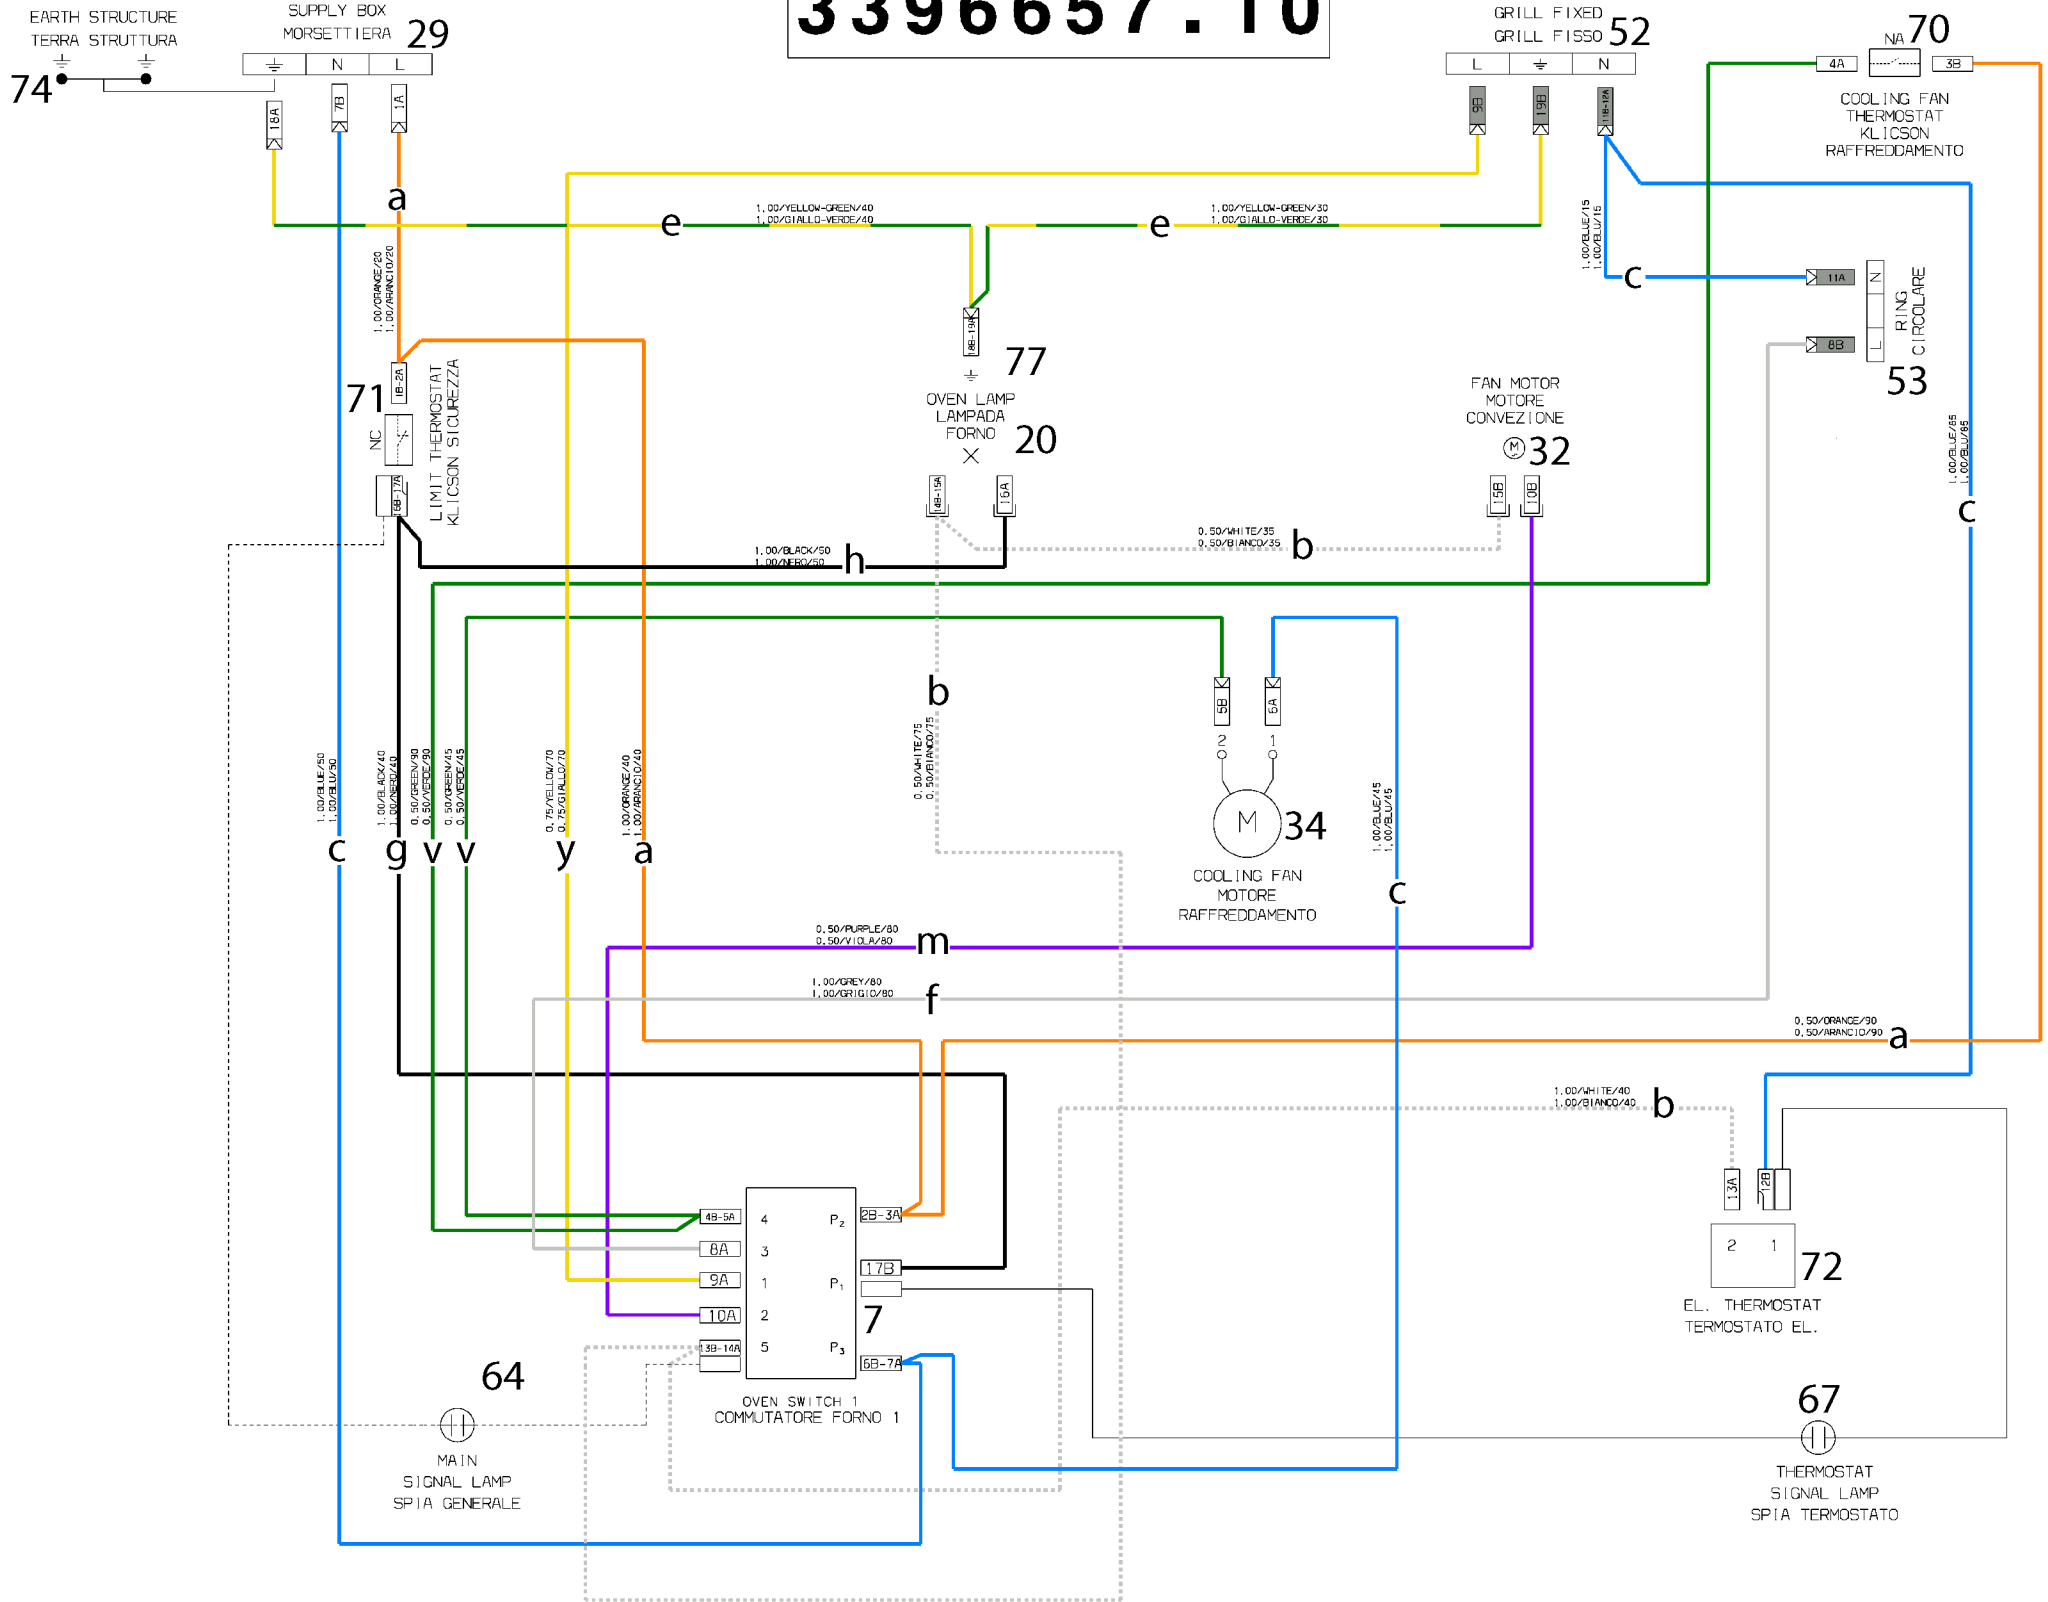 EARTH STRUCTURE
TERRA STRUTTURA
74
SUPPLY BOX
MORSETTIERA
29
N
L
18A
7B
1A
3396657.10
GRILL FIXED
GRILL FISSO
52
L
N
9B
19B
11B-12A
NA
70
4A
3B
COOLING FAN
THERMOSTAT
KLICSON
RAFFREDDAMENTO
a
1.00/ORANGE/20
1.00/ARANCIO/20
e
1.00/YELLOW-GREEN/40
1.00/GIALLO-VERDE/40
e
1.00/YELLOW-GREEN/30
1.00/GIALLO-VERDE/30
1.00/BLUE/15
1.00/BLU/15
c
11A
N
8B
L
RING
CIRCOLARE
53
18B-19A
77
71
1B-2A
NC
16B-17A
LIMIT THERMOSTAT
KLICSON SICUREZZA
OVEN LAMP
LAMPADA
FORNO
20
14B-15A
16A
FAN MOTOR
MOTORE
CONVEZIONE
M
32
15B
10B
1.00/BLUE/85
1.00/BLU/85
c
1.00/BLACK/50
1.00/NERO/50
h
0.50/WHITE/35
0.50/BIANCO/35
b
b
0.50/WHITE/75
0.50/BIANCO/75
5B
6A
2
1
M
34
COOLING FAN
MOTORE
RAFFREDDAMENTO
1.00/BLUE/45
1.00/BLU/45
c
1.00/BLUE/50
1.00/BLU/50
c
1.00/BLACK/40
1.00/NERO/40
g
0.50/GREEN/90
0.50/VERDE/90
v
0.50/GREEN/45
0.50/VERDE/45
v
0.75/YELLOW/70
0.75/GIALLO/70
y
1.00/ORANGE/40
1.00/ARANCIO/40
a
0.50/PURPLE/80
0.50/VIOLA/80
m
1.00/GREY/80
1.00/GRIGIO/80
f
0.50/ORANGE/90
0.50/ARANCIO/90
a
1.00/WHITE/40
1.00/BIANCO/40
b
13A
12B
2
1
72
EL. THERMOSTAT
TERMOSTATO EL.
4B-5A
4
P2
2B-3A
8A
3
17B
9A
1
P1
10A
2
7
13B-14A
5
P3
6B-7A
OVEN SWITCH 1
COMMUTATORE FORNO 1
64
MAIN
SIGNAL LAMP
SPIA GENERALE
67
THERMOSTAT
SIGNAL LAMP
SPIA TERMOSTATO